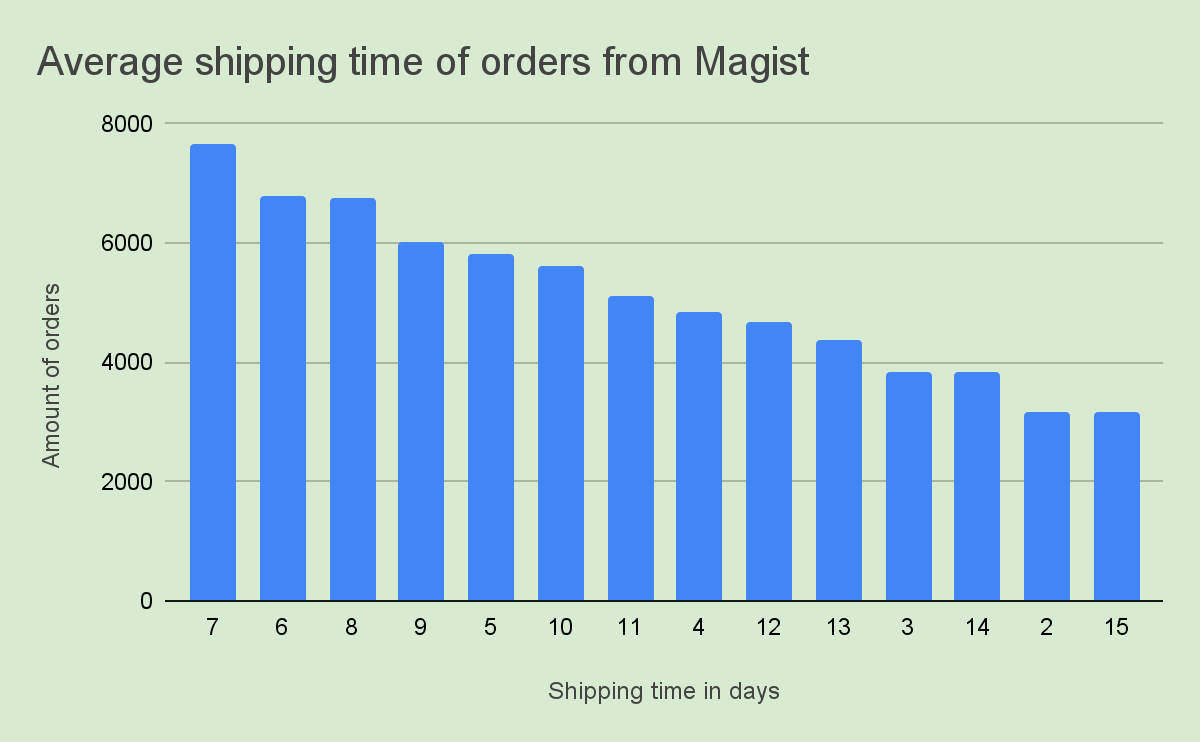 Average shipping time of orders from Magist
8000
6000
4000
2000
0
Amount of orders
7 6 8 9 5 10 11 4 12 13 3 14 2 15
Shipping time in days